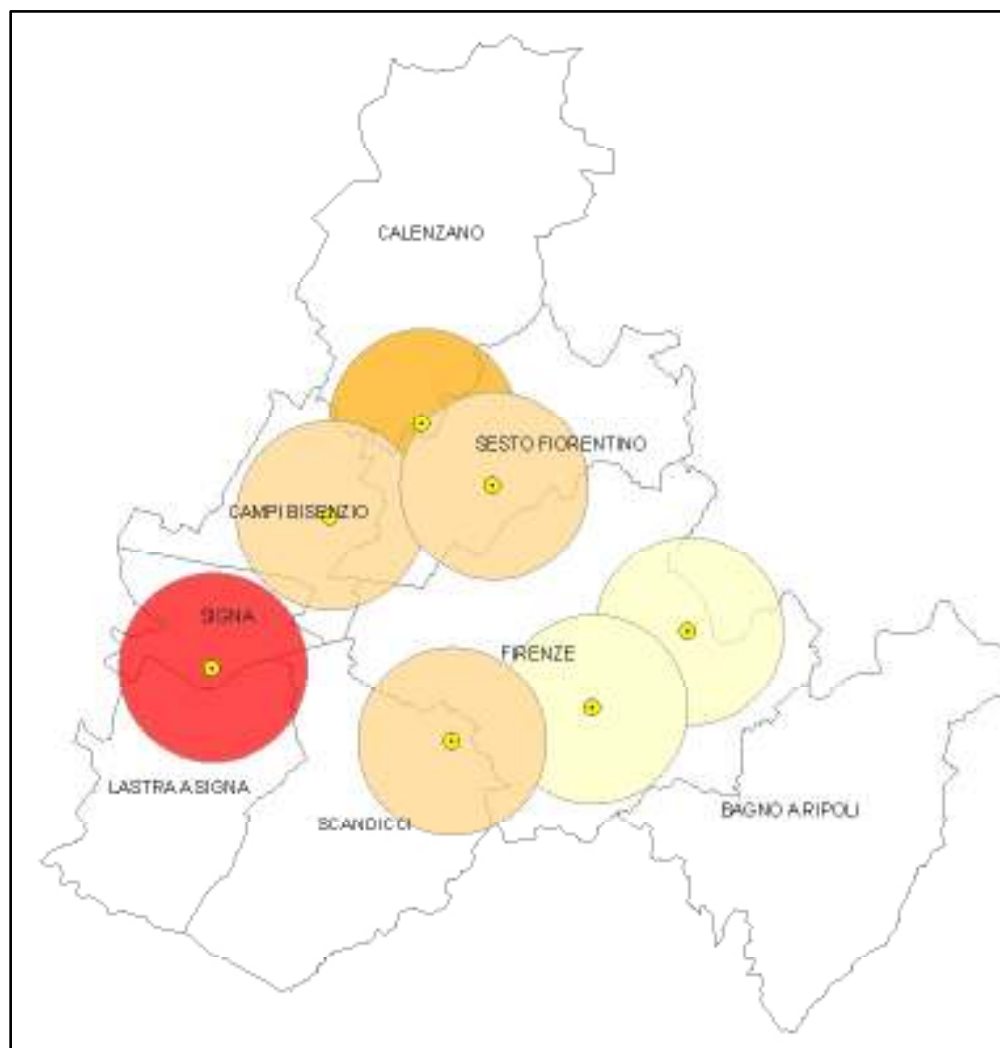 CALENZANO
SESTO FIORENTINO
CAMPI BISENZIO
SIGNA
FIRENZE
LASTRA A SIGNA
SCANDICCI
BAGNO A RIPOLI